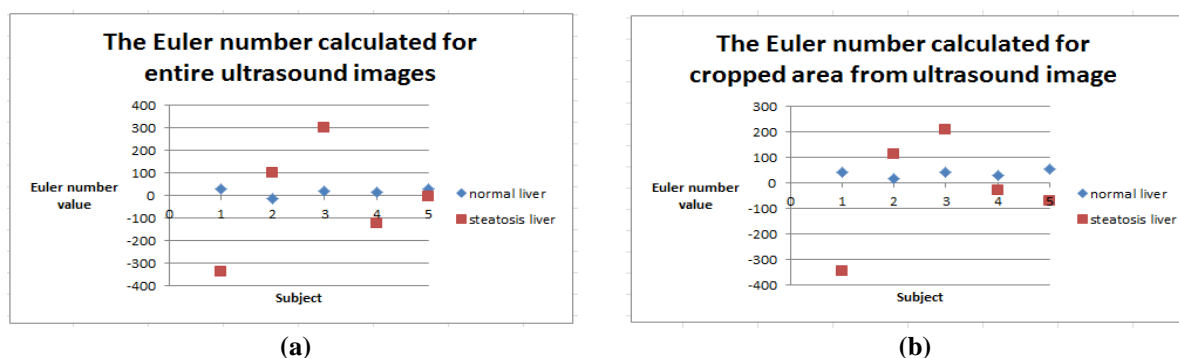 The Euler number calculated for
entire ultrasound images
400
300
200
100
0
-100
-200
-300
-400
0 1 2 3 4 5
Euler number
value
Subject
normal liver
steatosis liver
(a)
The Euler number calculated for
cropped area from ultrasound image
300
200
100
0
-100
-200
-300
-400
0 1 2 3 4 5
Euler number
value
Subject
normal liver
steatosis liver
(b)